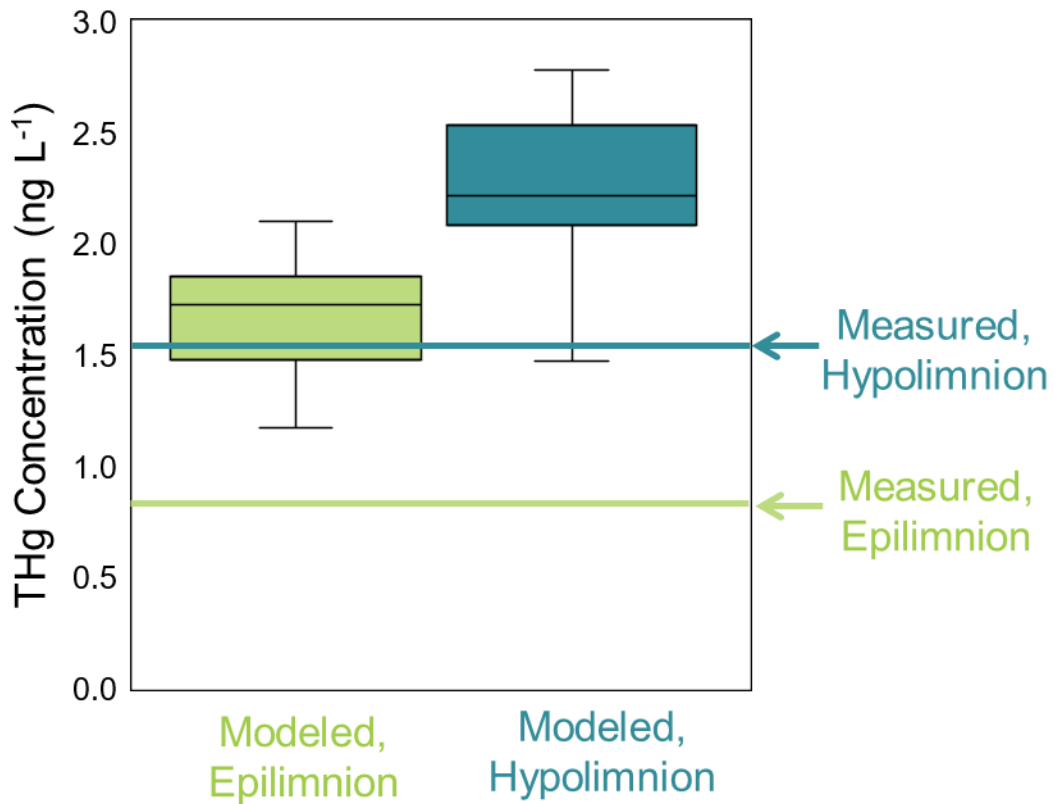 THg Concentration (ng L⁻¹)
3.0
2.5
2.0
1.5
1.0
0.5
0.0
Measured,
Hypolimnion
Measured,
Epilimnion
Modeled,
Epilimnion
Modeled,
Hypolimnion